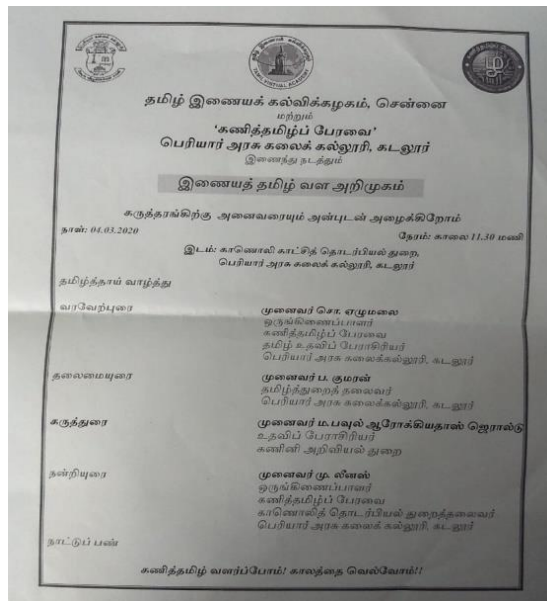 TAMIL VIRTUAL ACADEMY
தமிழ் இணையக் கல்விக்கழகம், சென்னை
மற்றும்
‘கணித்தமிழ்ப் பேரவை’
பெரியார் அரசு கலைக் கல்லூரி, கடலூர்
இணைந்து நடத்தும்
இணையத் தமிழ் வள அறிமுகம்
கருத்தரங்கிற்கு அனைவரையும் அன்புடன் அழைக்கிறோம்
நாள்: 04.03.2020 நேரம்: காலை 11.30 மணி
இடம்: காணொலி காட்சித் தொடர்பியல் துறை,
பெரியார் அரசு கலைக் கல்லூரி, கடலூர்
தமிழ்த்தாய் வாழ்த்து
வரவேற்புரை முனைவர் சொ. எழுமலை
ஒருங்கிணைப்பாளர்
கணித்தமிழ்ப் பேரவை
தமிழ் உதவிப் பேராசிரியர்
பெரியார் அரசு கலைக்கல்லூரி, கடலூர்
தலைமையுரை முனைவர் ப. குமரன்
தமிழ்த்துறைத் தலைவர்
பெரியார் அரசு கலைக்கல்லூரி, கடலூர்
கருத்துரை முனைவர் ம.பவுல் ஆரோக்கியதாஸ் ஜெரால்டு
உதவிப் பேராசிரியர்
கணினி அறிவியல் துறை
நன்றியுரை முனைவர் மு. லீனஸ்
ஒருங்கிணைப்பாளர்
கணித்தமிழ்ப் பேரவை
காணொலித் தொடர்பியல் துறைத்தலைவர்
பெரியார் அரசு கலைக் கல்லூரி, கடலூர்
நாட்டுப் பண்
கணித்தமிழ் வளர்ப்போம்! காலத்தை வெல்வோம்!!